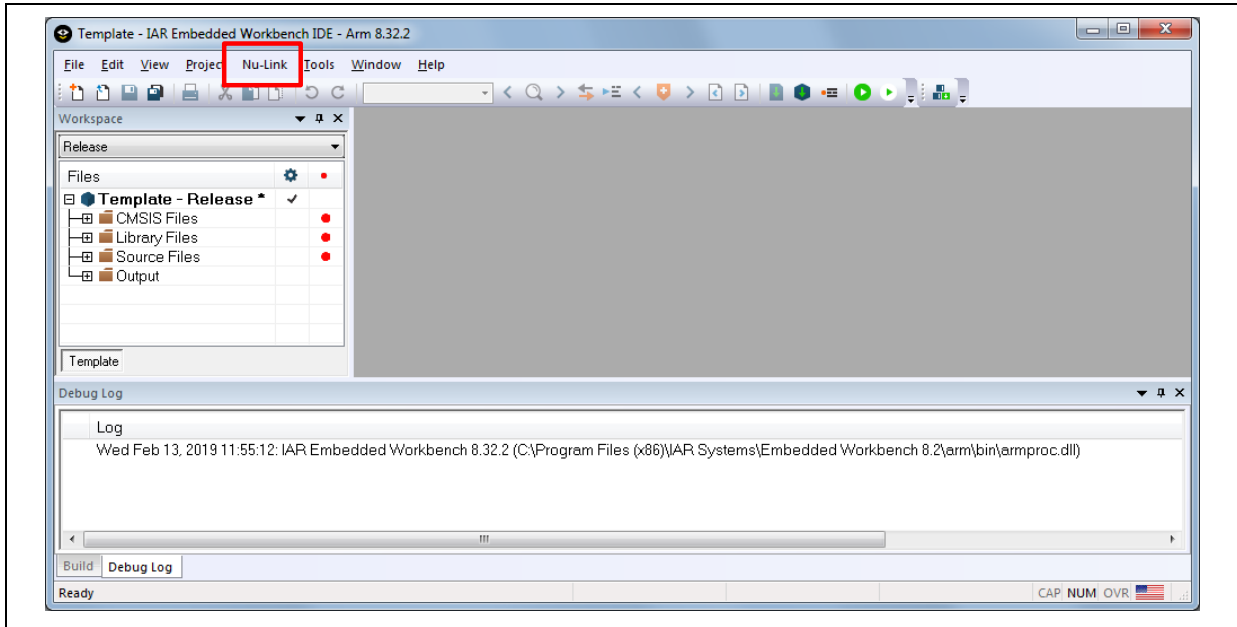 Template - IAR Embedded Workbench IDE - Arm 8.32.2
File Edit View Project Nu-Link Tools Window Help
Workspace
Release
Files
Template - Release *
CMSIS Files
Library Files
Source Files
Output
Template
Debug Log
Log
Wed Feb 13, 2019 11:55:12: IAR Embedded Workbench 8.32.2 (C:\Program Files (x86)\IAR Systems\Embedded Workbench 8.2\arm\bin\armproc.dll)
Build Debug Log
Ready CAP NUM OVR